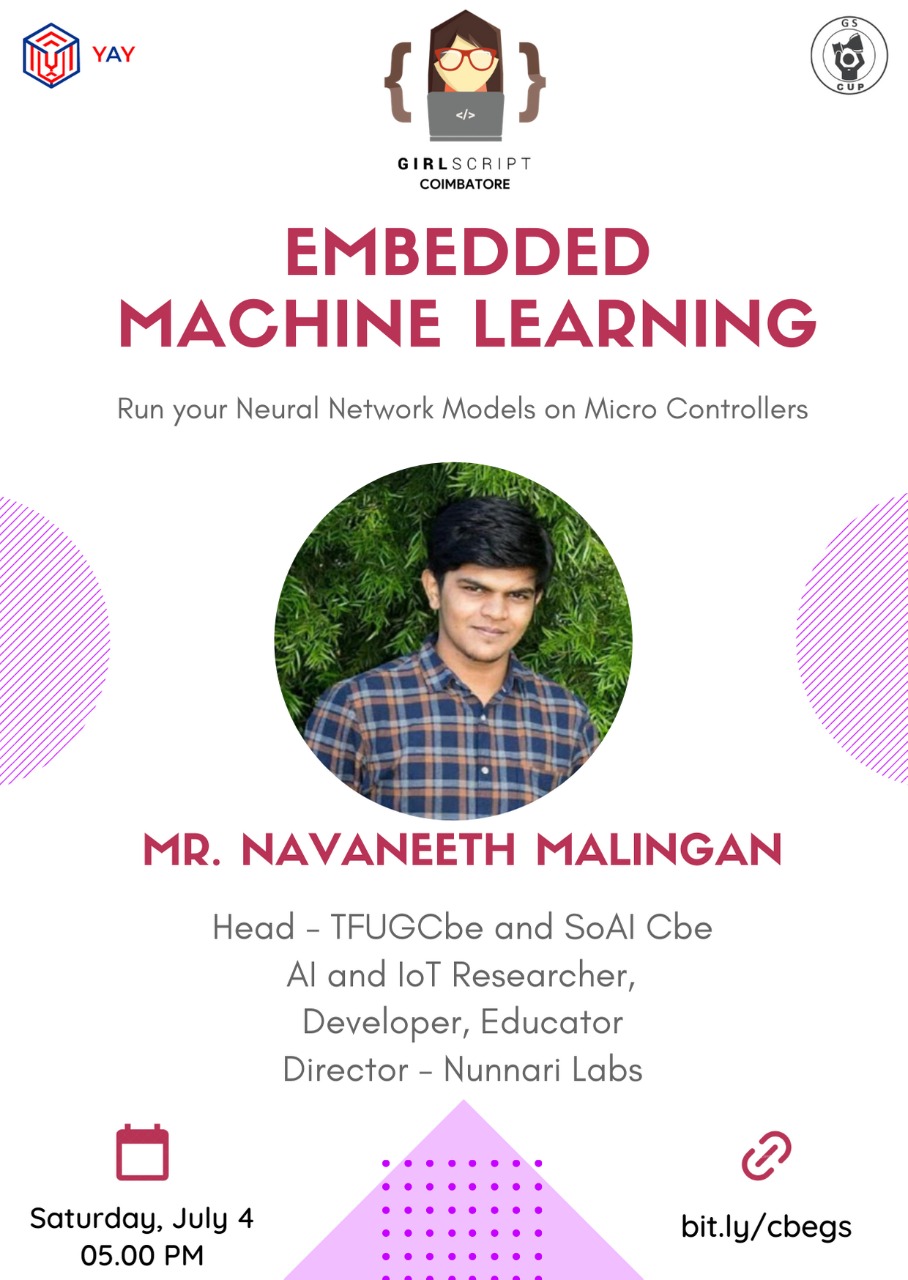 YAY
GS
CUP
</>
GIRLSCRIPT
COIMBATORE
EMBEDDED
MACHINE LEARNING
Run your Neural Network Models on Micro Controllers
MR. NAVANEETH MALINGAN
Head - TFUGCbe and SoAI Cbe
AI and IoT Researcher,
Developer, Educator
Director - Nunnari Labs
Saturday, July 4
05.00 PM
bit.ly/cbegs